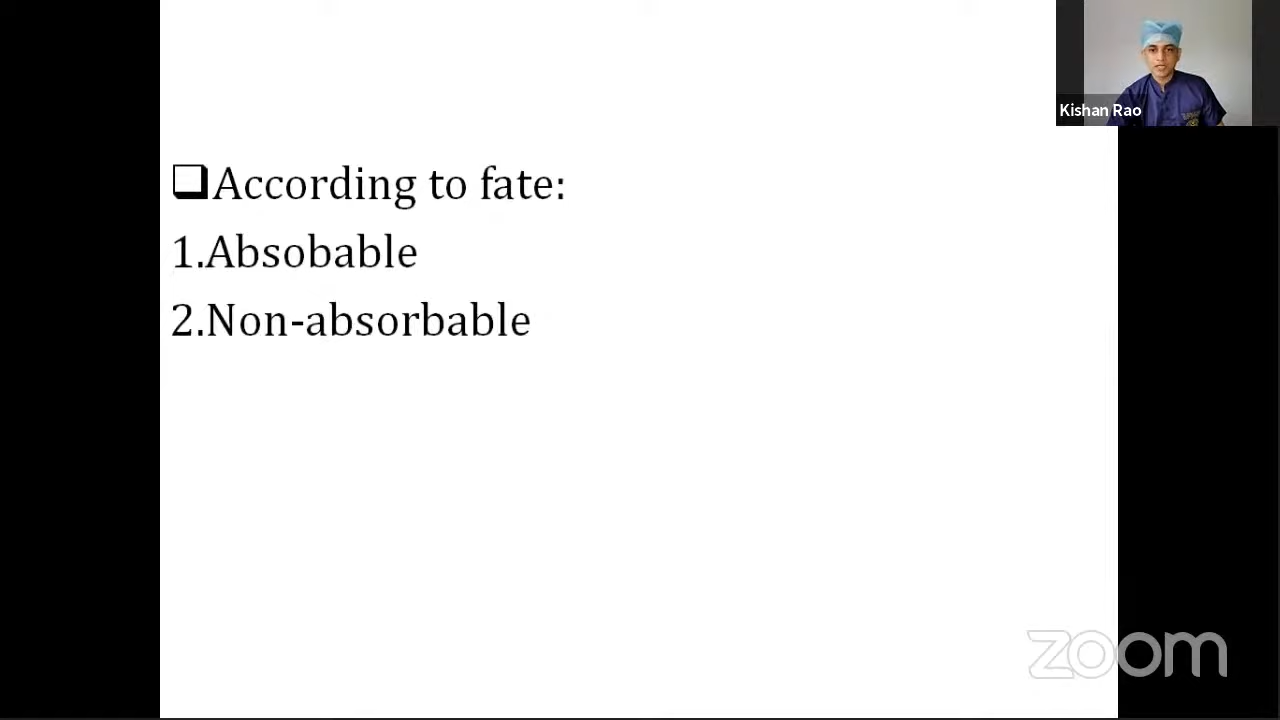 Kishan Rao
❑According to fate:
1.Absobable
2.Non-absorbable
zoom